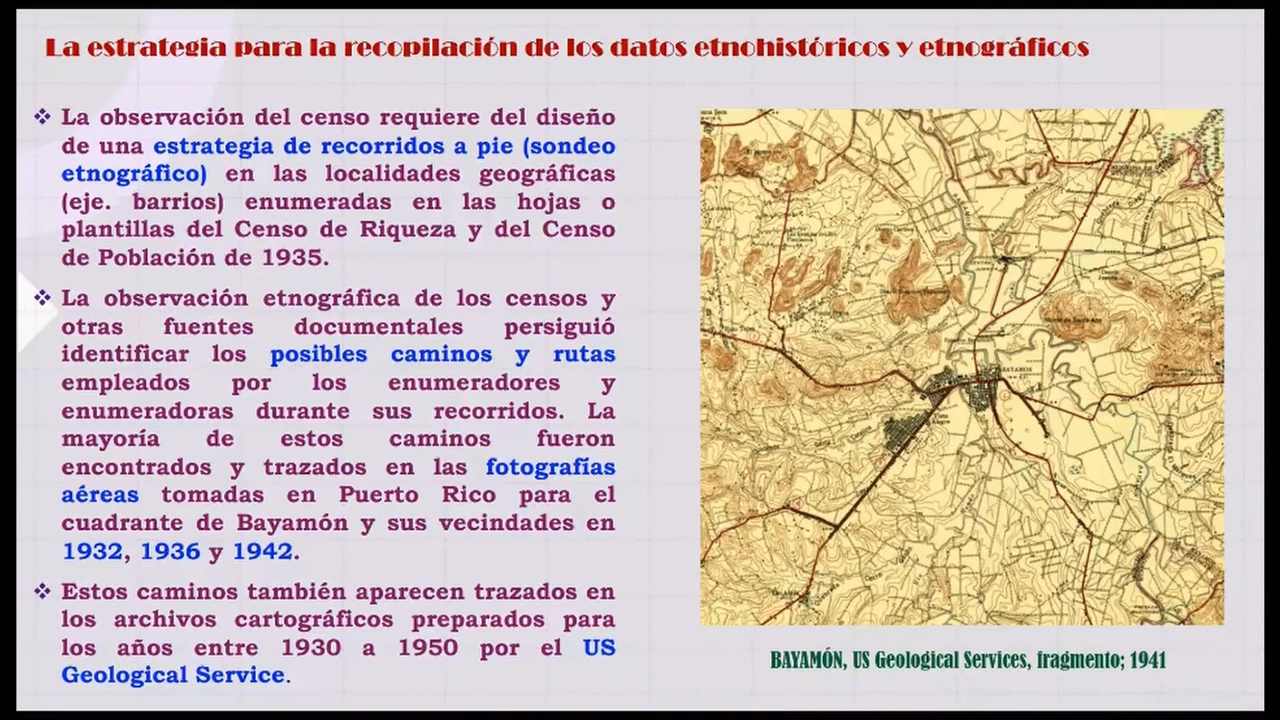 La estrategia para la recopilación de los datos etnohistóricos y etnográficos
❖ La observación del censo requiere del diseño
de una estrategia de recorridos a pie (sondeo
etnográfico) en las localidades geográficas
(eje. barrios) enumeradas en las hojas o
plantillas del Censo de Riqueza y del Censo
de Población de 1935.
❖ La observación etnográfica de los censos y
otras fuentes documentales persiguió
identificar los posibles caminos y rutas
empleados por los enumeradores y
enumeradoras durante sus recorridos. La
mayoría de estos caminos fueron
encontrados y trazados en las fotografías
aéreas tomadas en Puerto Rico para el
cuadrante de Bayamón y sus vecindades en
1932, 1936 y 1942.
❖ Estos caminos también aparecen trazados en
los archivos cartográficos preparados para
los años entre 1930 a 1950 por el US
Geological Service.
BAYAMÓN
BAYAMÓN, US Geological Services, fragmento; 1941